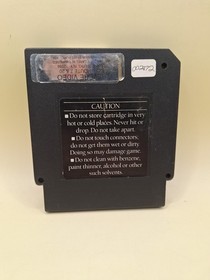 CAUTION
■ Do not store cartridge in very
hot or cold places. Never hit or
drop. Do not take apart.
■ Do not touch connectors;
do not get them wet or dirty.
Doing so may damage game.
■ Do not clean with benzene,
paint thinner, alcohol or other
such solvents.